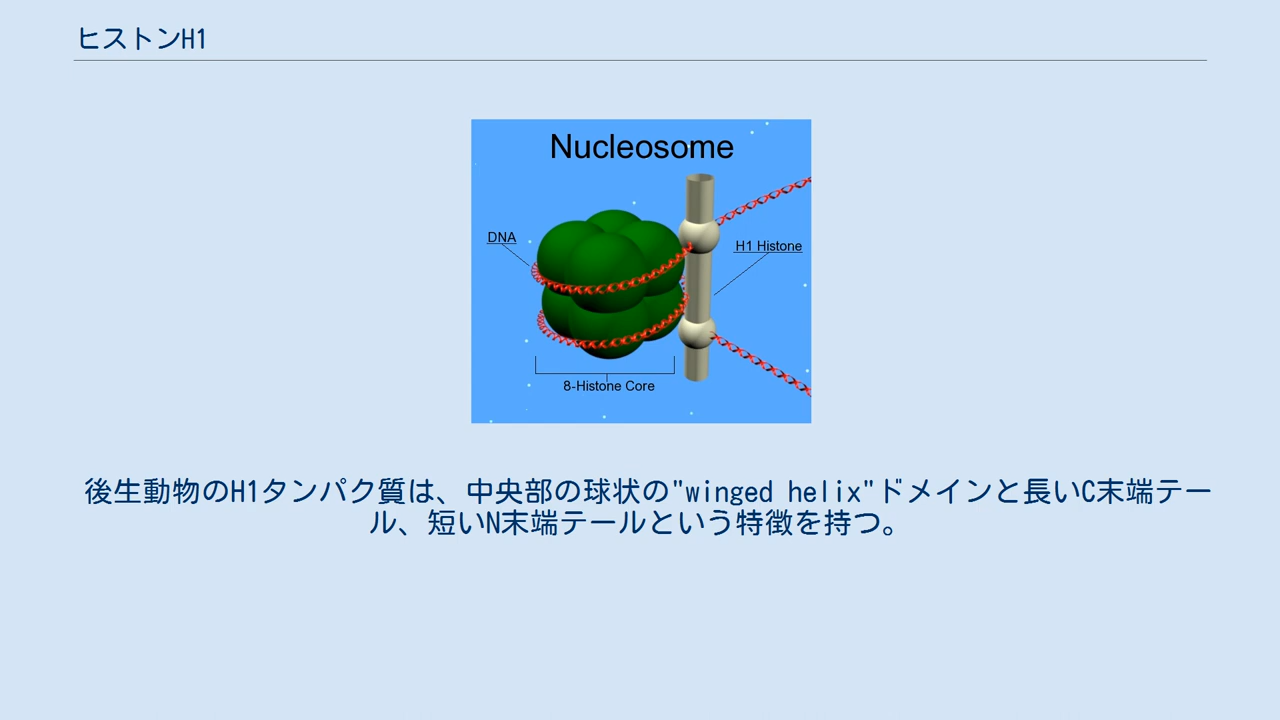 ヒストンH1
Nucleosome
DNA
H1 Histone
8-Histone Core
後生動物のH1タンパク質は、中央部の球状の"winged helix"ドメインと長いC末端テー
ル、短いN末端テールという特徴を持つ。